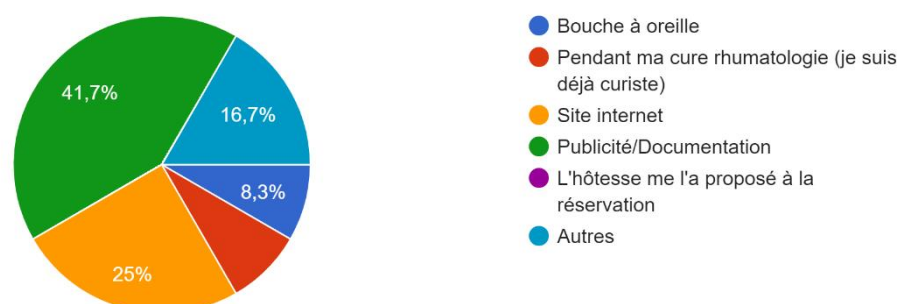 41,7%
16,7%
8,3%
25%
Bouche à oreille
Pendant ma cure rhumatologie (je suis
déjà curiste)
Site internet
Publicité/Documentation
L'hôtesse me l'a proposé à la
réservation
Autres